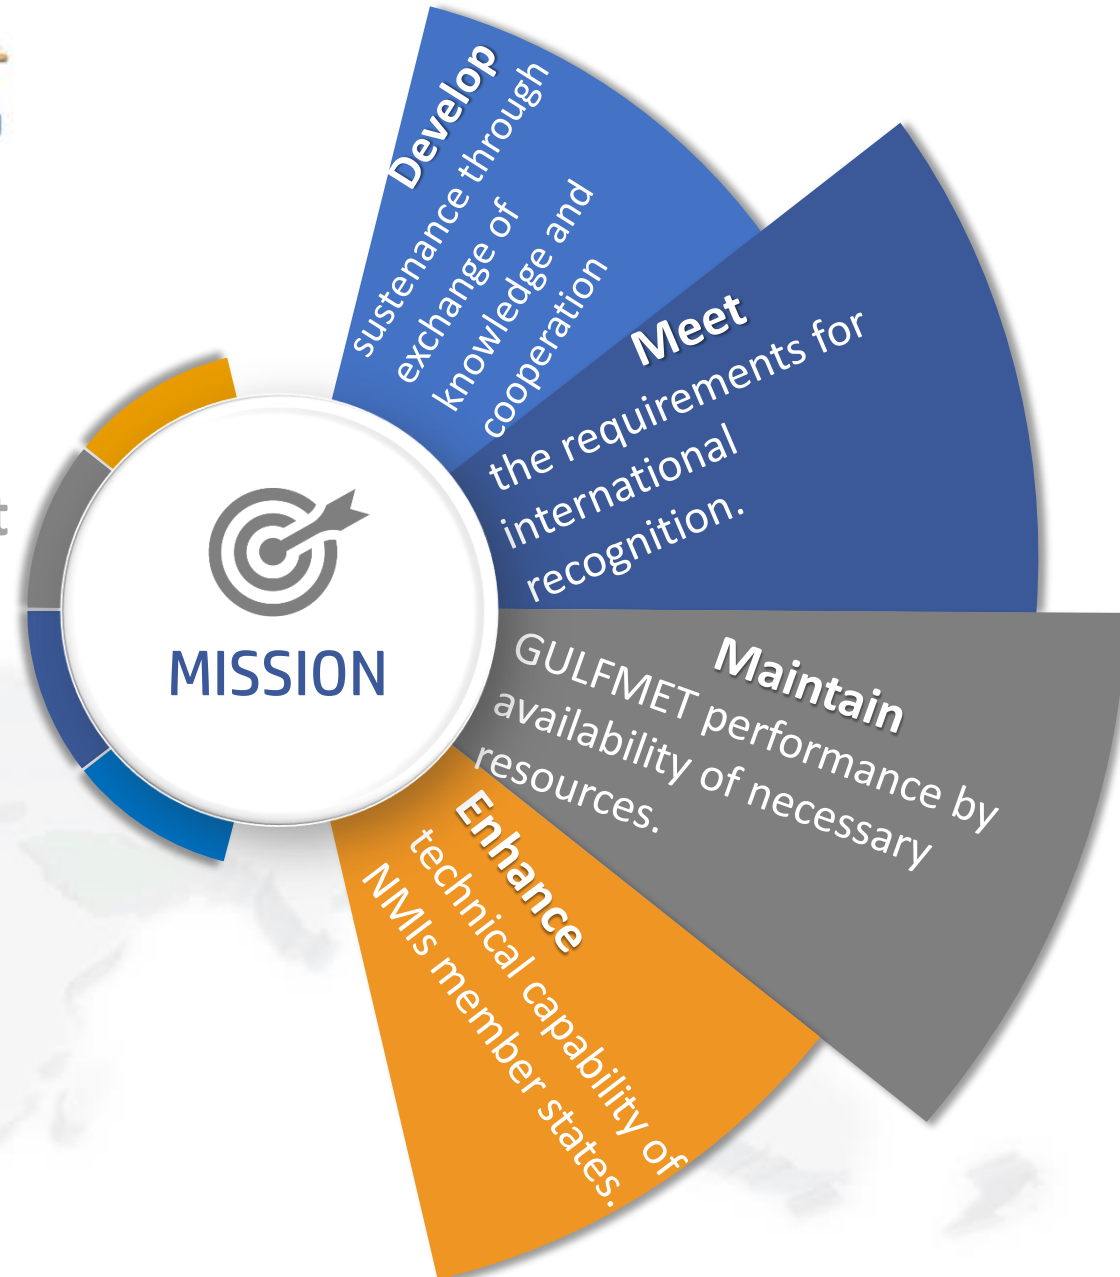 Develop
sustenance through
exchange of
knowledge and
cooperation
Meet
the requirements for
international
recognition.
MISSION
Maintain
GULFMET performance by
availability of necessary
resources.
Enhance
technical capability of
NMIs member states.
t